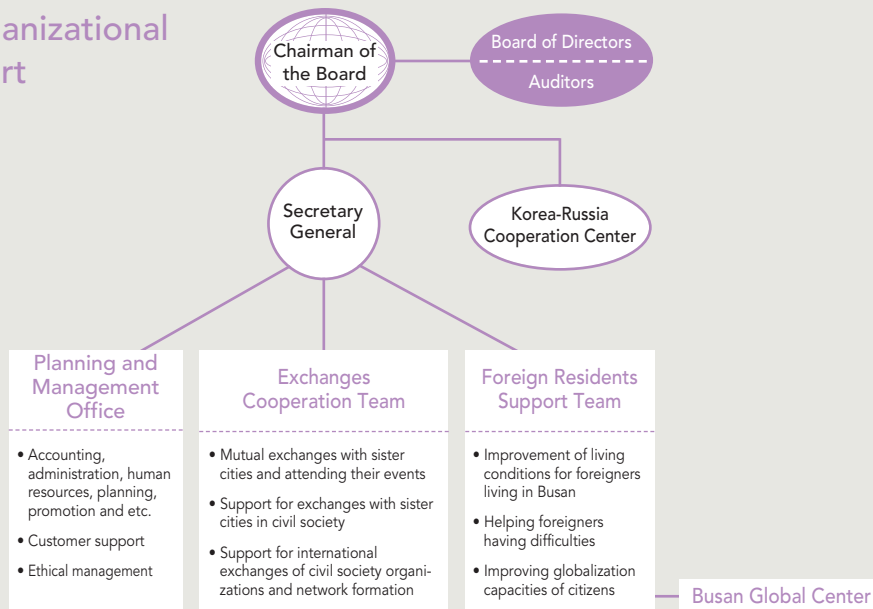 anizational
rt
Chairman of
the Board
Board of Directors
Auditors
Secretary
General
Korea-Russia
Cooperation Center
Planning and
Management
Office
• Accounting,
administration, human
resources, planning,
promotion and etc.
• Customer support
• Ethical management
Exchanges
Cooperation Team
• Mutual exchanges with sister
cities and attending their events
• Support for exchanges with sister
cities in civil society
• Support for international
exchanges of civil society organi-
zations and network formation
Foreign Residents
Support Team
• Improvement of living
conditions for foreigners
living in Busan
• Helping foreigners
having difficulties
• Improving globalization
capacities of citizens
Busan Global Center